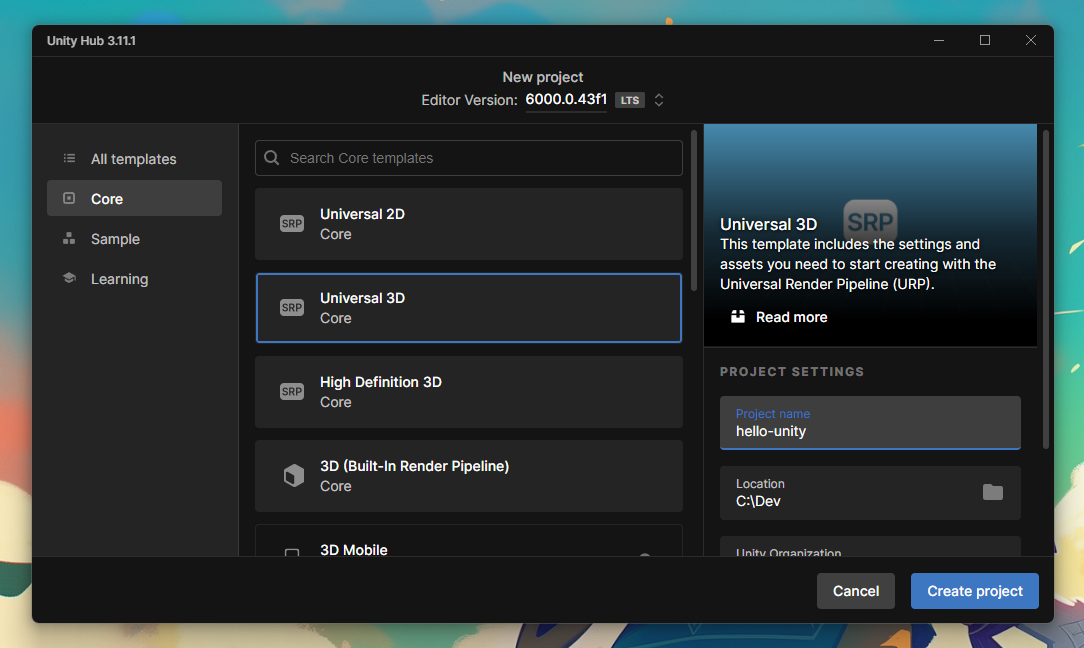 Unity Hub 3.11.1
New project
Editor Version: 6000.0.43f1 LTS
All templates
Core
Sample
Learning
Search Core templates
SRP
Universal 2D
Core
SRP
Universal 3D
Core
SRP
High Definition 3D
Core
3D (Built-In Render Pipeline)
Core
3D Mobile
SRP
Universal 3D
This template includes the settings and
assets you need to start creating with the
Universal Render Pipeline (URP).
Read more
PROJECT SETTINGS
Project name
hello-unity
Location
C:\Dev
Unity Organization
Cancel
Create project